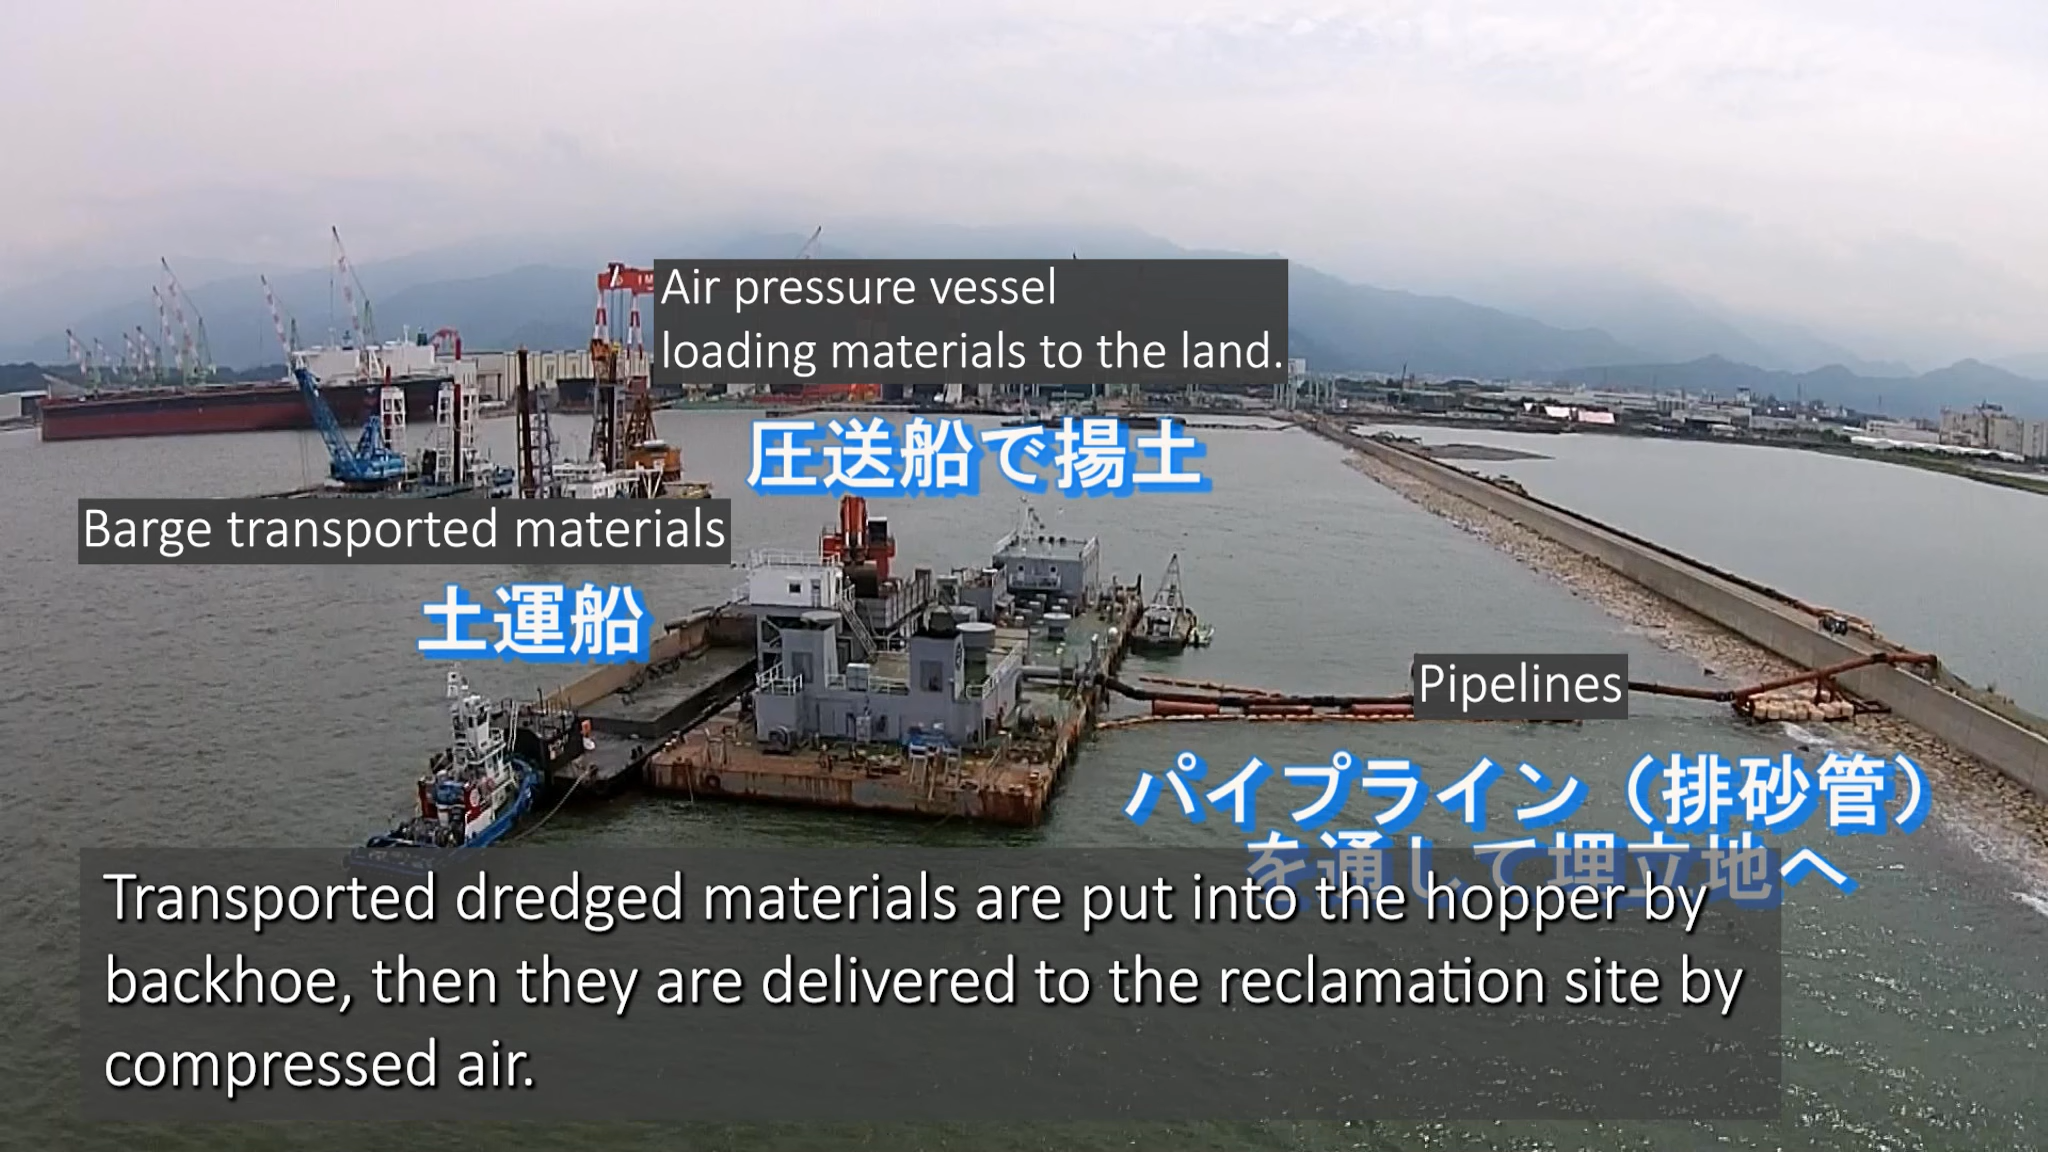 Air pressure vessel
loading materials to the land.
圧送船で揚土
Barge transported materials
土運船
Pipelines
パイプライン（排砂管）
を通して埋立地へ
Transported dredged materials are put into the hopper by
backhoe, then they are delivered to the reclamation site by
compressed air.